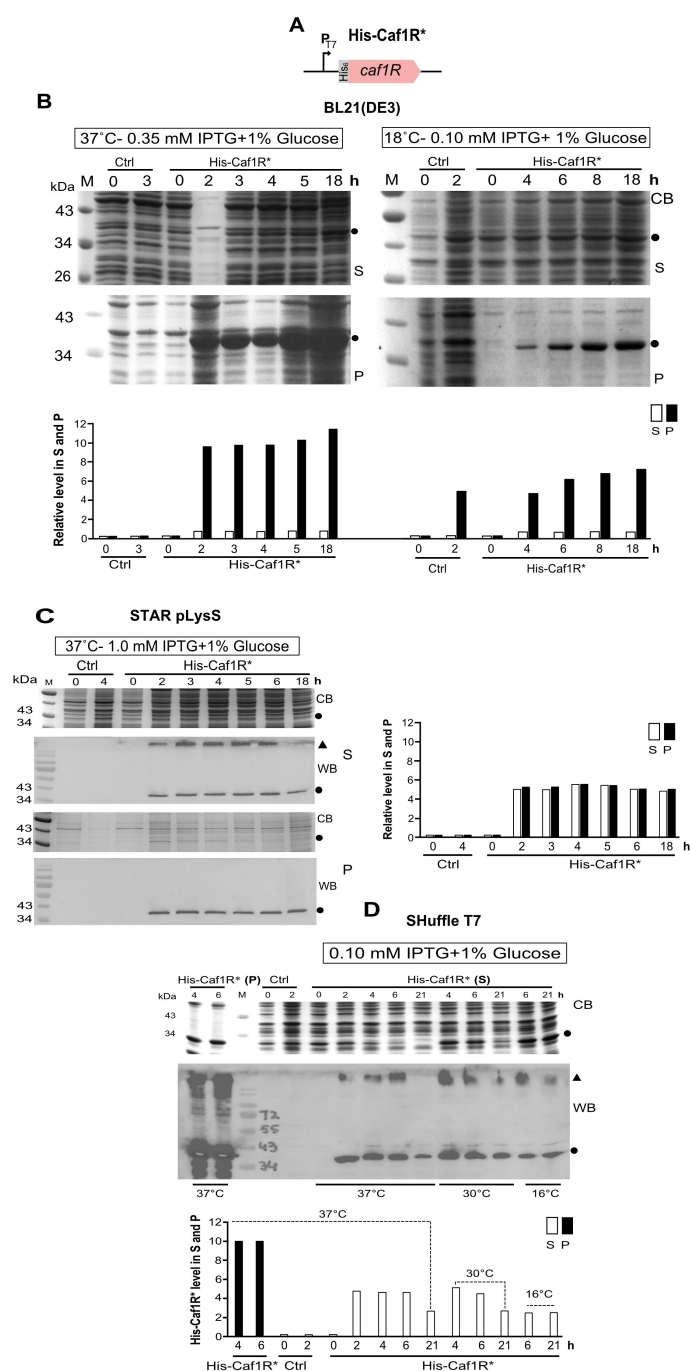 A
P T7
His-Caf1R*
His6 caf1R
B
BL21(DE3)
37°C- 0.35 mM IPTG+1% Glucose
18°C- 0.10 mM IPTG+ 1% Glucose
Ctrl His-Caf1R*
kDa M 0 3 0 2 3 4 5 18 h
43
34
26
S
43
34
P
Ctrl His-Caf1R*
M 0 2 0 4 6 8 18 h
CB
S
P
S P
Relative level in S and P
12
10
8
6
4
2
0
0 3 0 2 3 4 5 18
Ctrl His-Caf1R*
0 2 0 4 6 8 18 h
Ctrl His-Caf1R*
C
STAR pLysS
37°C- 1.0 mM IPTG+1% Glucose
Ctrl His-Caf1R*
kDa M 0 4 0 2 3 4 5 6 18 h
43
34
CB
S
WB
43
34
CB
43
34
P
WB
43
34
Relative level in S and P
12
10
8
6
4
2
0
S P
0 4 0 2 3 4 5 6 18 h
Ctrl His-Caf1R*
D
SHuffle T7
0.10 mM IPTG+1% Glucose
His-Caf1R* (P) Ctrl His-Caf1R* (S)
kDa 4 6 M 0 2 0 2 4 6 21 4 6 21 6 21 h
43
34
CB
WB
72
55
43
34
37°C 37°C 30°C 16°C
His-Caf1R* level in S and P
12
10
8
6
4
2
0
37°C
30°C
16°C
S P
4 6 0 2 0 2 4 6 21 4 6 21 6 21 h
His-Caf1R* Ctrl His-Caf1R*